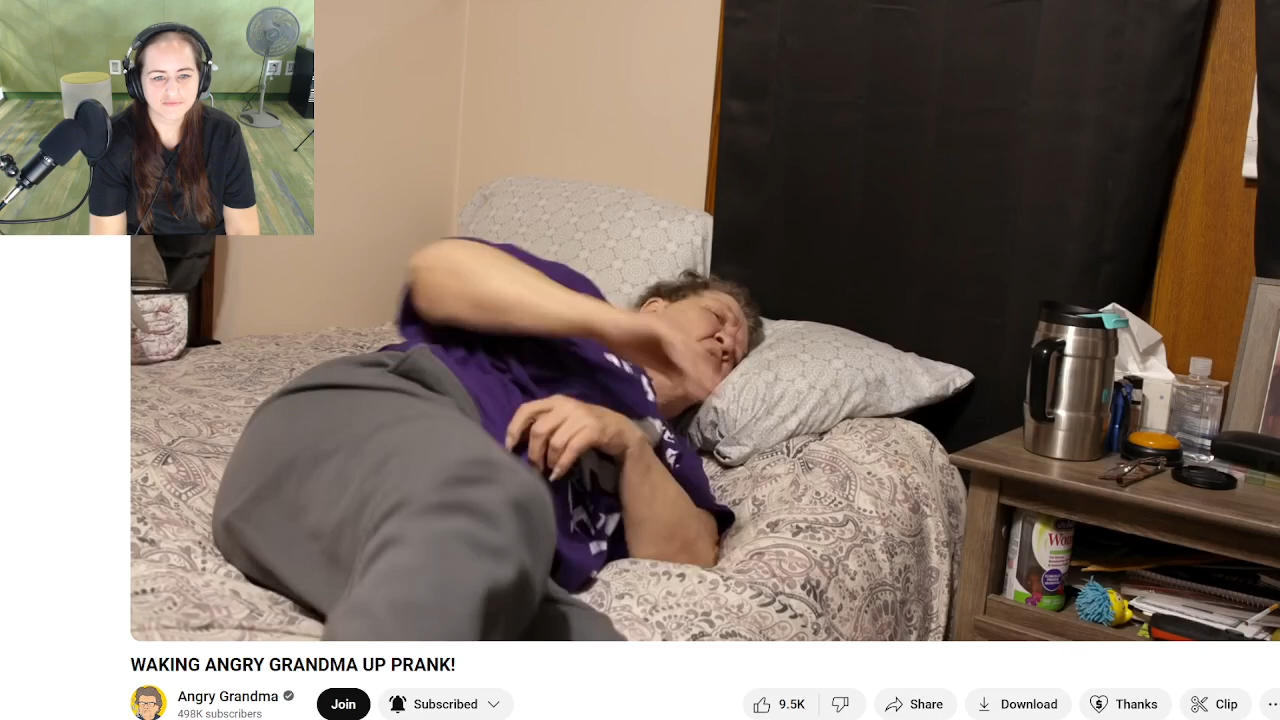 WAKING ANGRY GRANDMA UP PRANK!
Angry Grandma
498K subscribers
Join
Subscribed
9.5K
Share
Download
Thanks
Clip